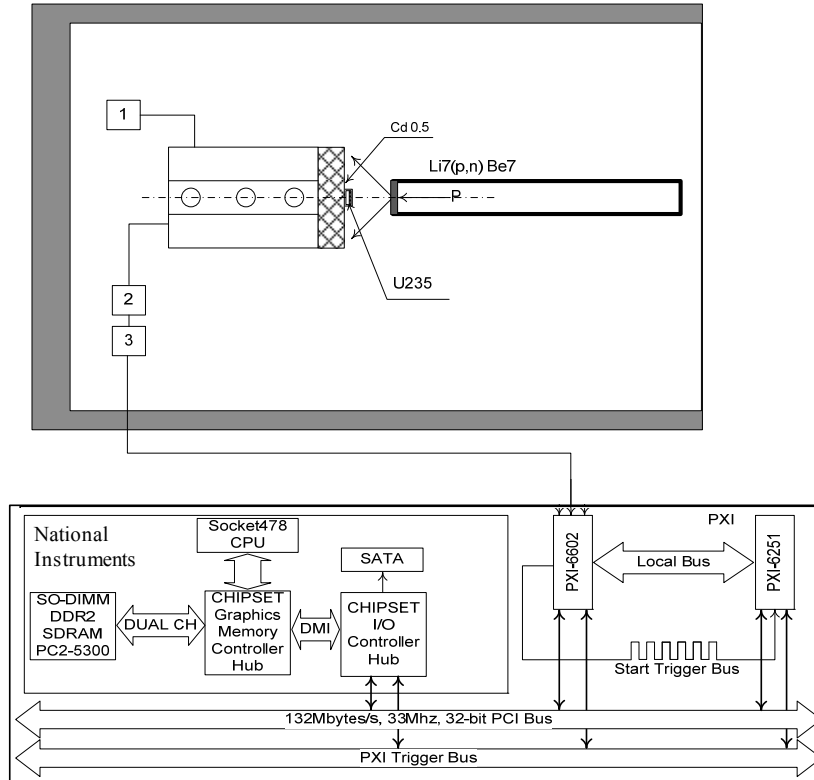 1
Cd 0.5
Li7(p,n) Be7
P
U235
2
3
National
Instruments
Socket478
CPU
SATA
SO-DIMM
DDR2
SDRAM
PC2-5300
DUAL CH
CHIPSET
Graphics
Memory
Controller
Hub
DMI
CHIPSET
I/O
Controller
Hub
PXI
PXI-6602
Local Bus
PXI-6251
Start Trigger Bus
132Mbytes/s, 33Mhz, 32-bit PCI Bus
PXI Trigger Bus